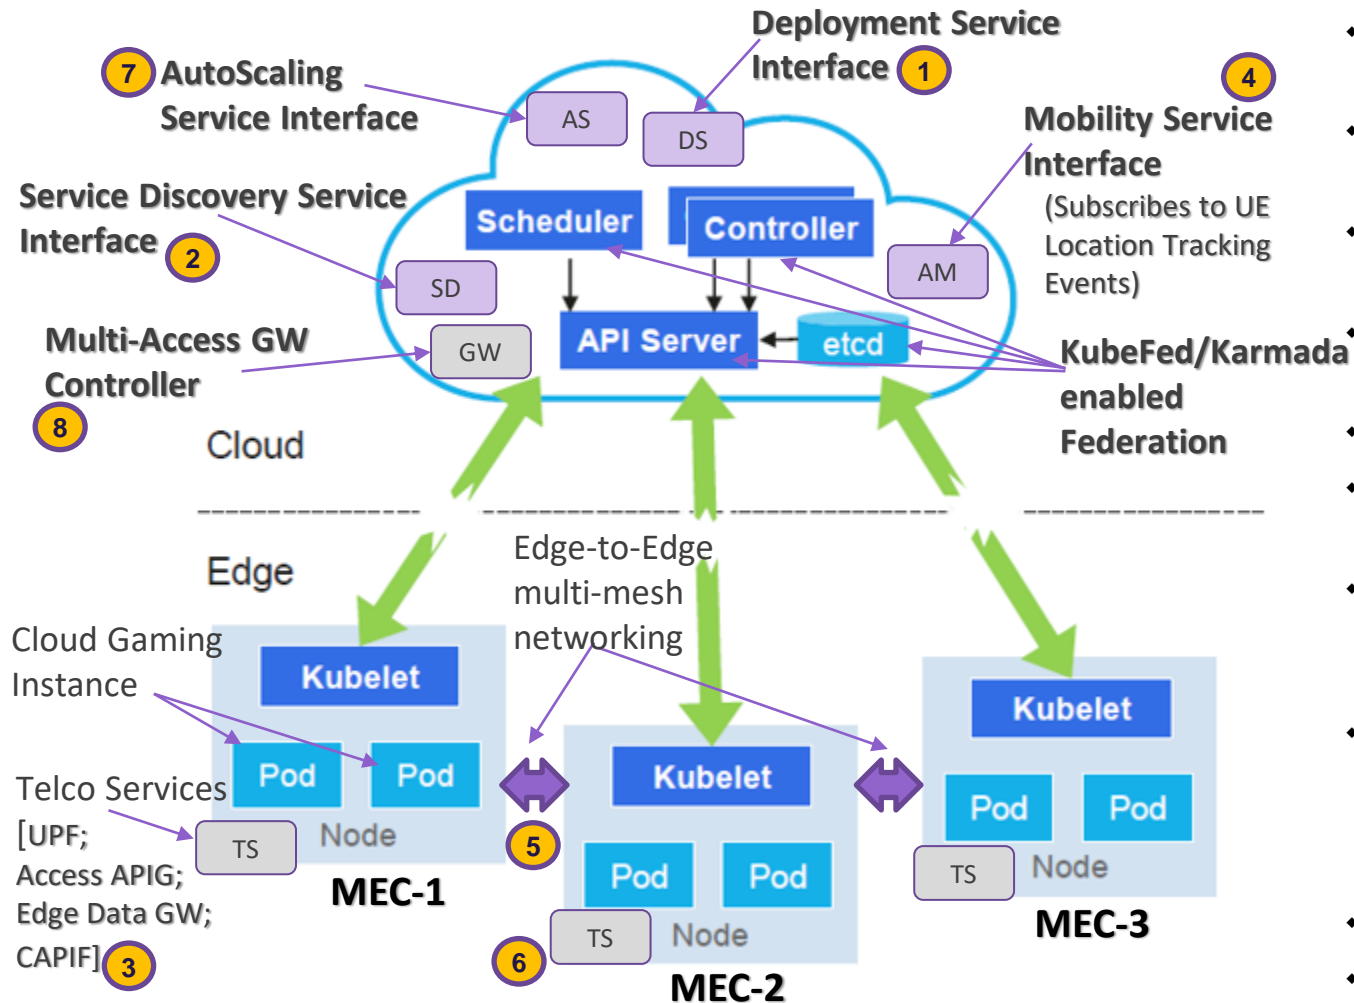 Deployment Service
Interface 1
7 AutoScaling
Service Interface
4
Mobility Service
Interface
(Subscribes to UE
Location Tracking
Events)
AS
DS
Service Discovery Service
Interface 2
Scheduler
Controller
AM
SD
Multi-Access GW
Controller
8
GW
API Server
etcd
KubeFed/Karmada
enabled
Federation
Cloud
Edge
Edge-to-Edge
multi-mesh
networking
Cloud Gaming
Instance
Kubelet
Pod Pod
Node
TS
MEC-1
Telco Services
[UPF;
Access APIG;
Edge Data GW;
CAPIF] 3
5
Kubelet
Pod Pod
Node
TS
6
MEC-2
Kubelet
Pod Pod
Node
TS
MEC-3